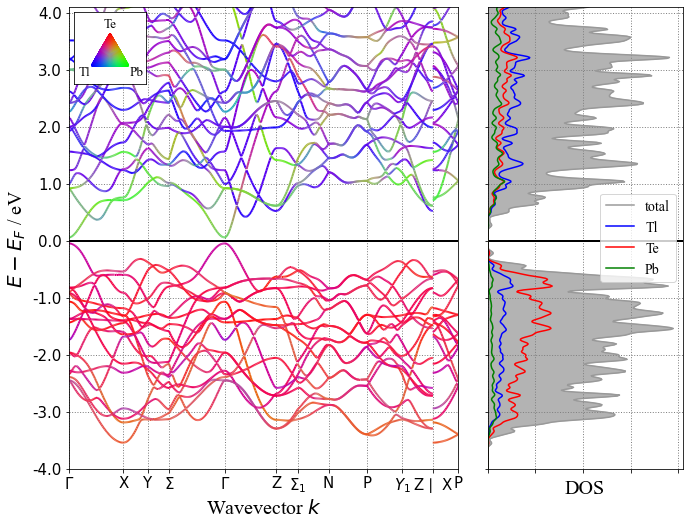 4.0
3.0
2.0
1.0
0.0
-1.0
-2.0
-3.0
-4.0
E − E_F / eV
Te
Tl Pb
Γ X Y Σ Γ Z Σ₁ N P Y₁ Z | X P
Wavevector k
total
Tl
Te
Pb
DOS